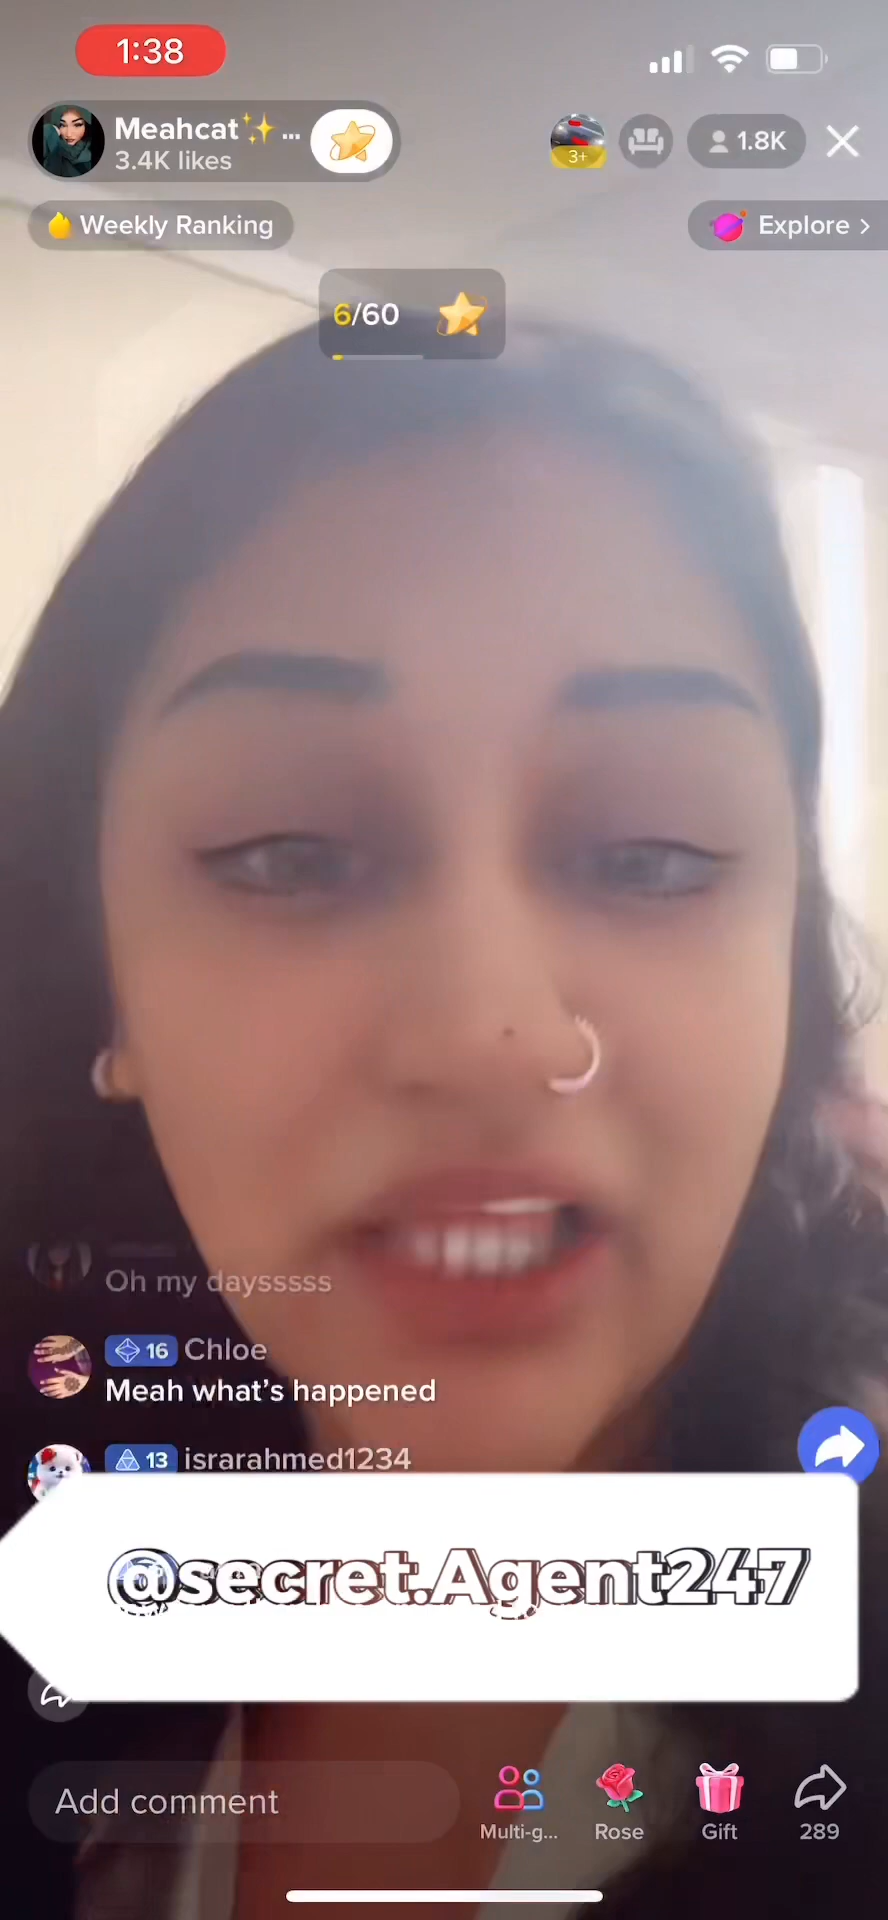 1:38
Meahcat✨...
3.4K likes
3+
1.8K
Weekly Ranking
Explore >
6/60
Oh my daysssss
16 Chloe
Meah what's happened
13 israrahmed1234
@secret.Agent247
Add comment
Multi-g...
Rose
Gift
289